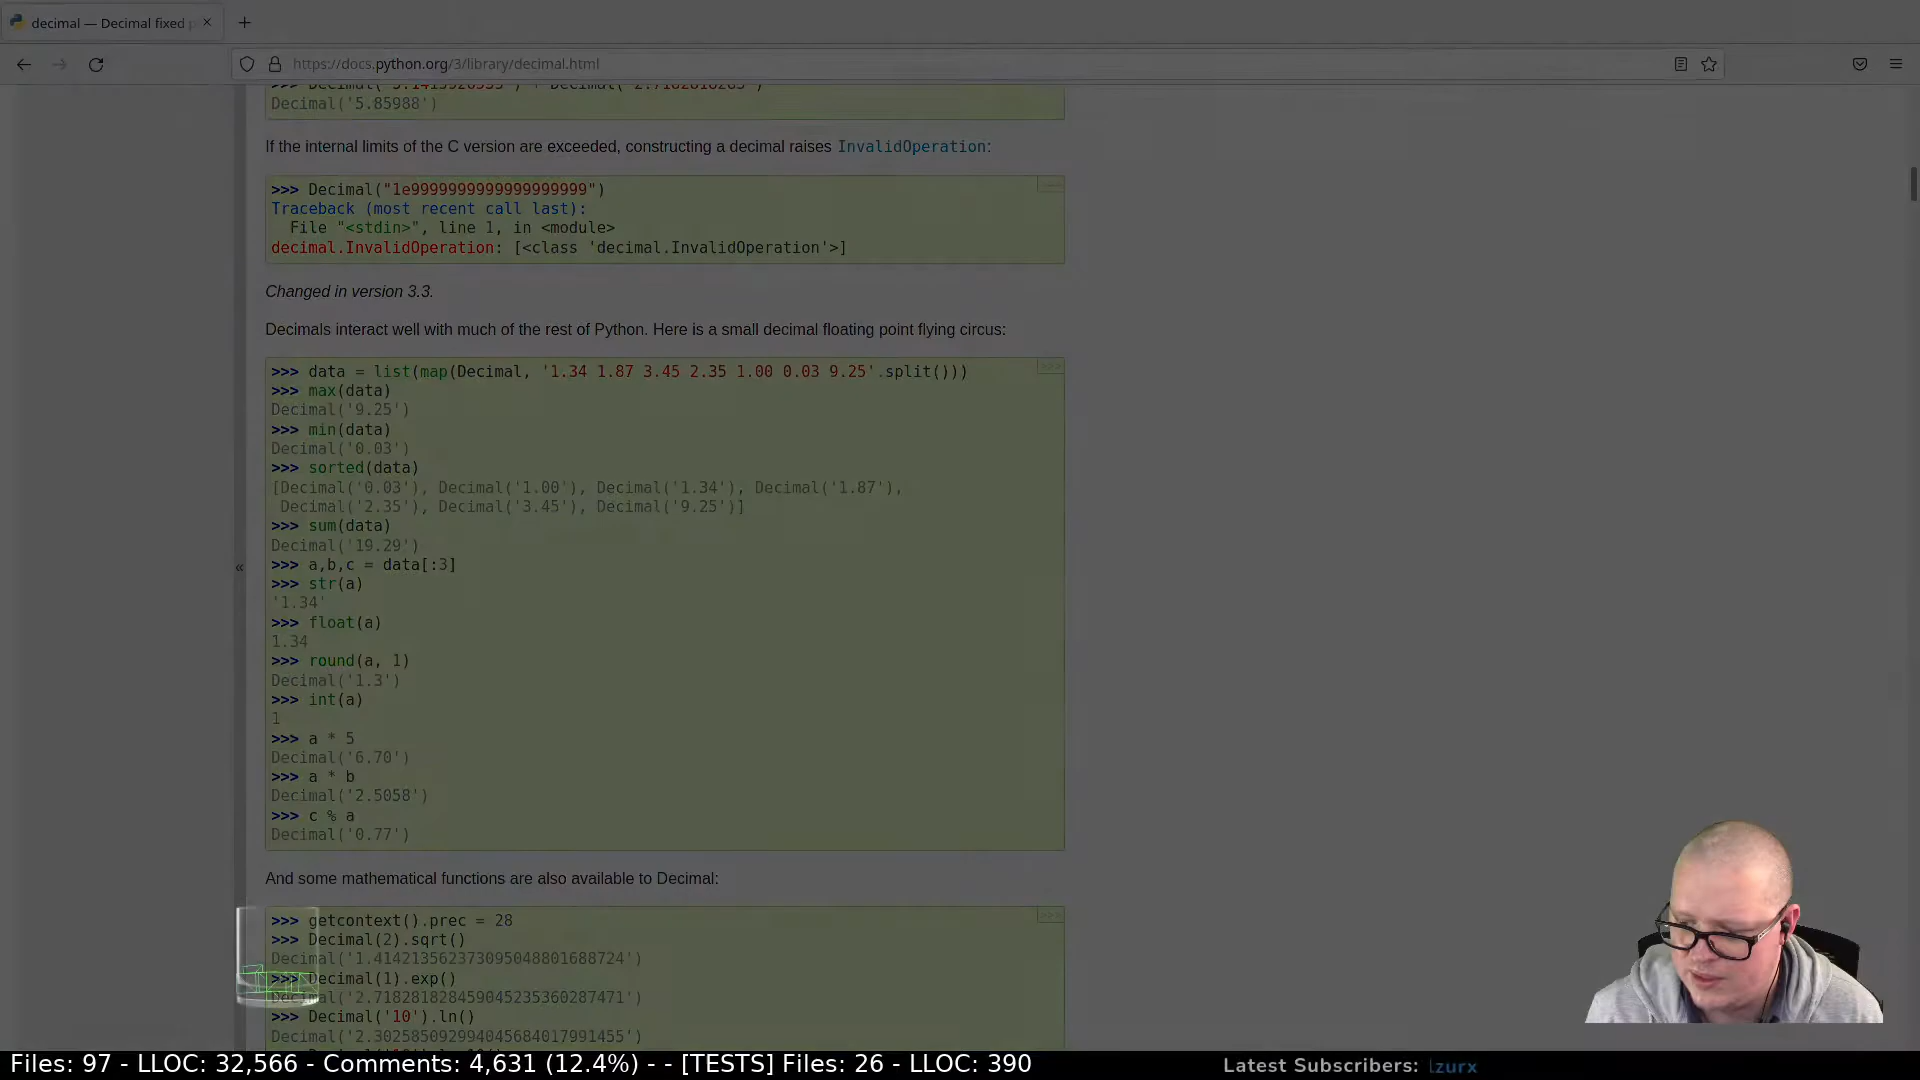 decimal — Decimal fixed p
https://docs.python.org/3/library/decimal.html
>>> Decimal('3.1415926535') + Decimal('2.7182818285')
Decimal('5.85988')
If the internal limits of the C version are exceeded, constructing a decimal raises InvalidOperation:
>>> Decimal("1e9999999999999999999")
Traceback (most recent call last):
File "<stdin>", line 1, in <module>
decimal.InvalidOperation: [<class 'decimal.InvalidOperation'>]
Changed in version 3.3.
Decimals interact well with much of the rest of Python. Here is a small decimal floating point flying circus:
>>> data = list(map(Decimal, '1.34 1.87 3.45 2.35 1.00 0.03 9.25'.split()))
>>>
>>> max(data)
Decimal('9.25')
>>> min(data)
Decimal('0.03')
>>> sorted(data)
[Decimal('0.03'), Decimal('1.00'), Decimal('1.34'), Decimal('1.87'),
Decimal('2.35'), Decimal('3.45'), Decimal('9.25')]
>>> sum(data)
Decimal('19.29')
>>> a,b,c = data[:3]
«
>>> str(a)
'1.34'
>>> float(a)
1.34
>>> round(a, 1)
Decimal('1.3')
>>> int(a)
1
>>> a * 5
Decimal('6.70')
>>> a * b
Decimal('2.5058')
>>> c % a
Decimal('0.77')
And some mathematical functions are also available to Decimal:
>>> getcontext().prec = 28
>>>
>>> Decimal(2).sqrt()
Decimal('1.414213562373095048801688724')
>>> Decimal(1).exp()
Decimal('2.718281828459045235360287471')
>>> Decimal('10').ln()
Decimal('2.302585092994045684017991455')
Files: 97 - LLOC: 32,566 - Comments: 4,631 (12.4%) - - [TESTS] Files: 26 - LLOC: 390
Latest Subscribers: lzurx